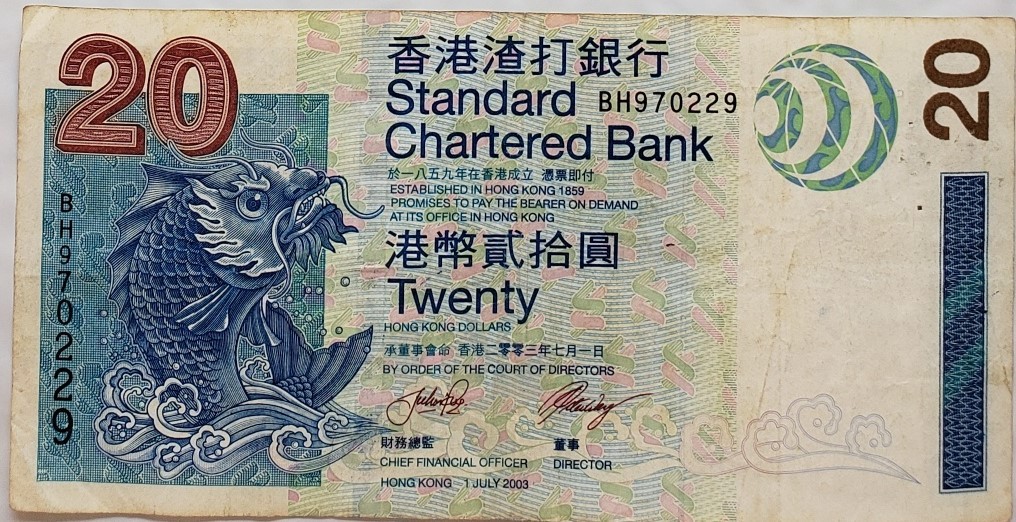 20
香港渣打銀行
Standard
Chartered Bank
BH970229
於一八五九年在香港成立 憑票即付
ESTABLISHED IN HONG KONG 1859
PROMISES TO PAY THE BEARER ON DEMAND
AT ITS OFFICE IN HONG KONG
港幣貳拾圓
Twenty
HONG KONG DOLLARS
承董事會命 香港二零零三年七月一日
BY ORDER OF THE COURT OF DIRECTORS
財務總監
CHIEF FINANCIAL OFFICER
董事
DIRECTOR
HONG KONG 1 JULY 2003
BH970229
20